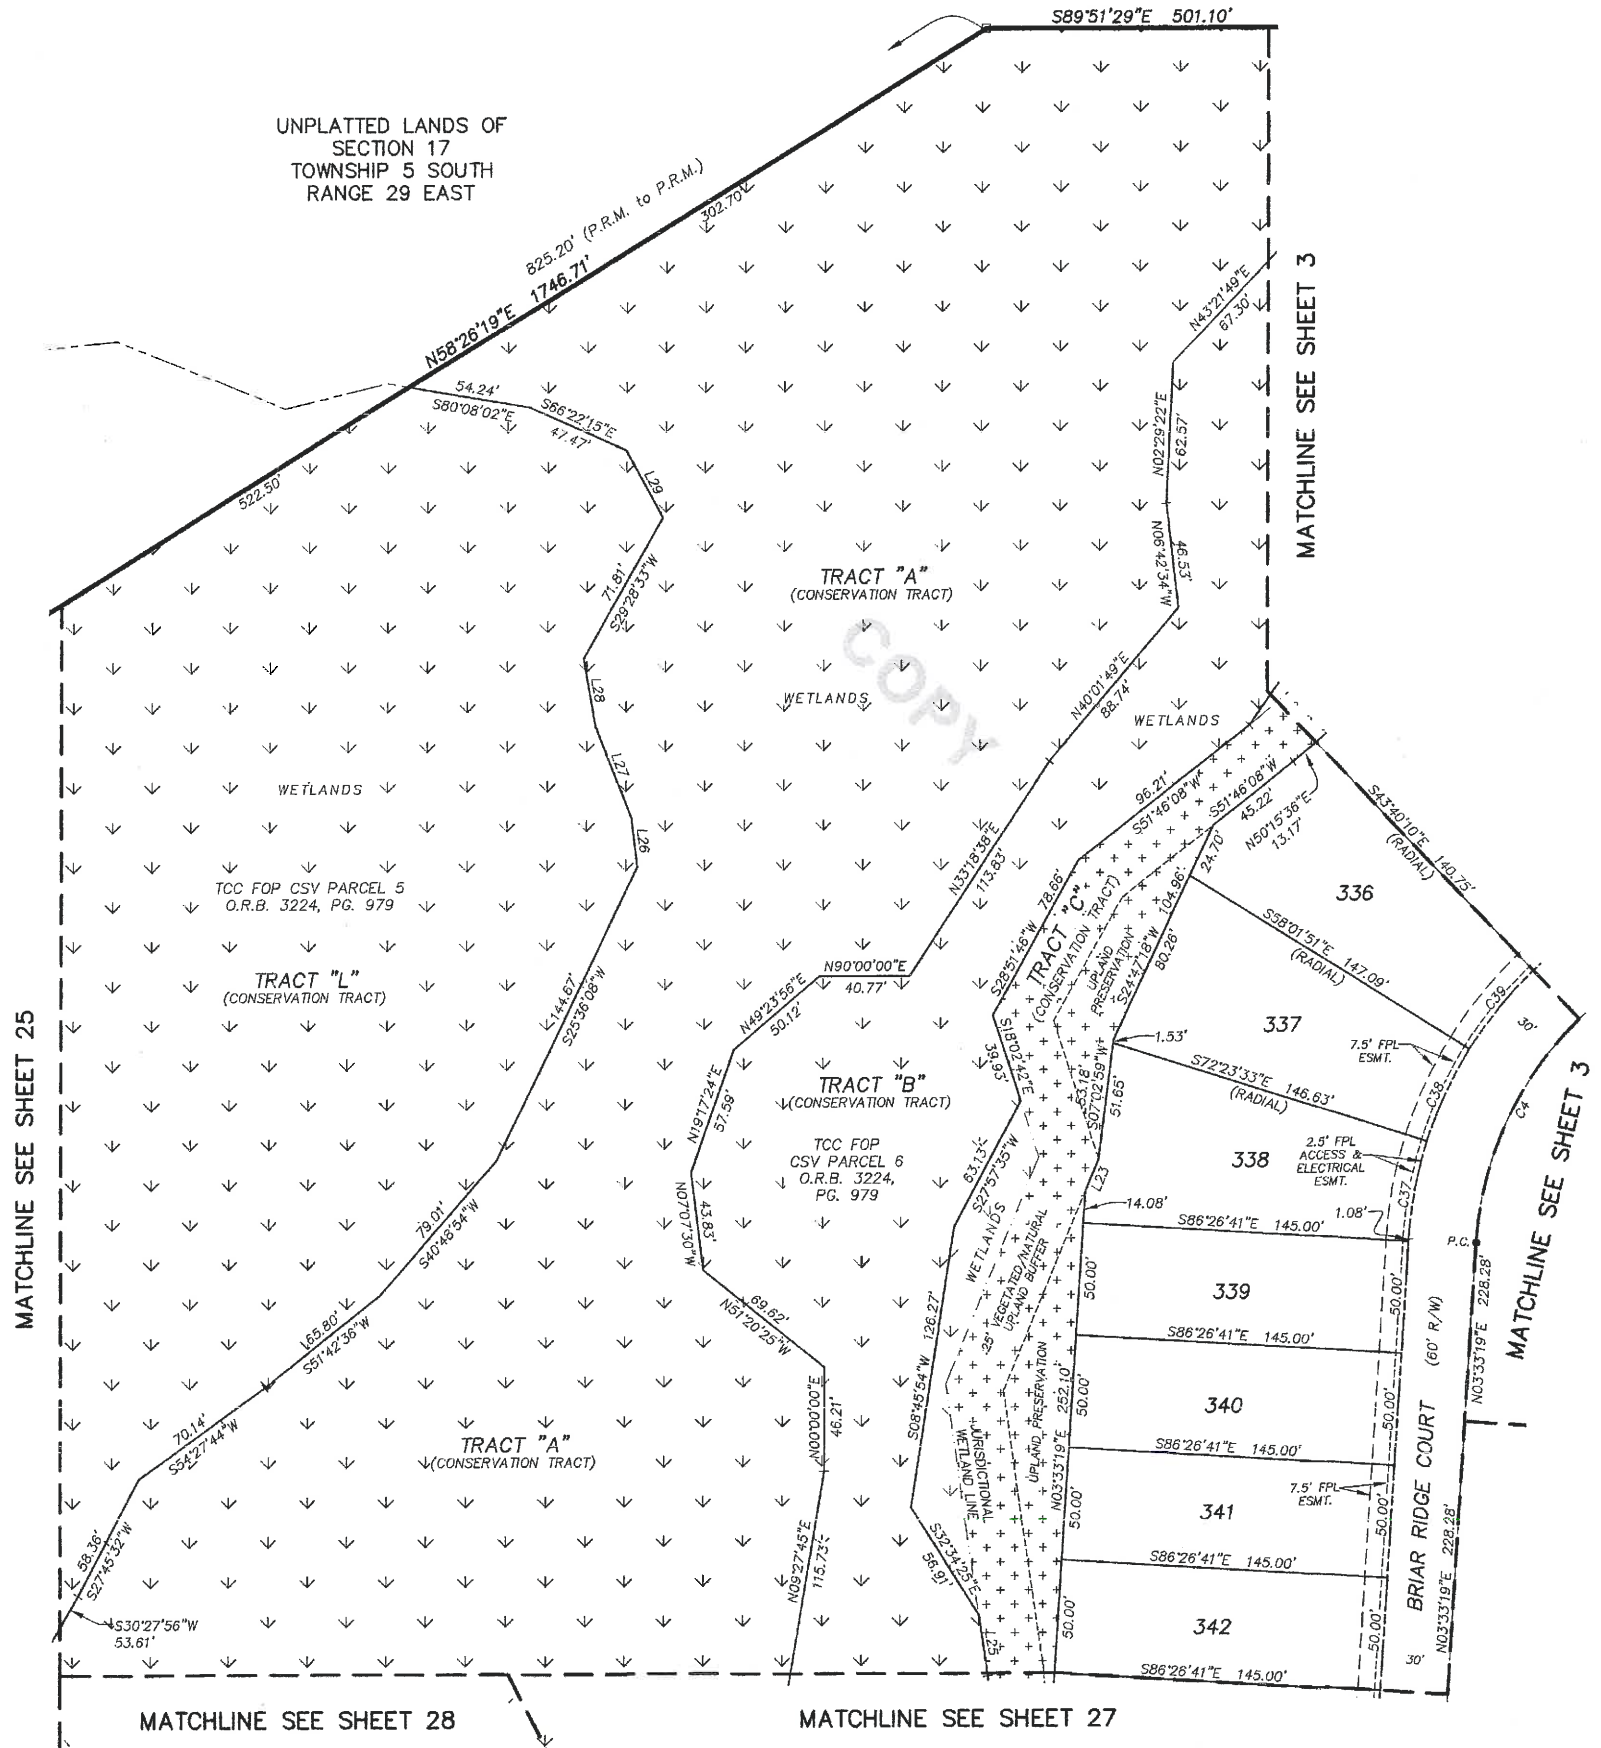 S89°51'29"E 501.10'
UNPLATTED LANDS OF
SECTION 17
TOWNSHIP 5 SOUTH
RANGE 29 EAST
825.20' (P.R.M. to P.R.M.)
302.70'
N58°26'19"E 1746.71'
522.50'
MATCHLINE SEE SHEET 3
N43°21'49"E
67.30'
N02°29'22"E
62.57'
N06°42'34"W
46.53'
54.24'
S80°08'02"E
S66°22'15"E
47.47'
L29
71.81'
S29°28'33"W
L28
L27
L26
TRACT "A"
(CONSERVATION TRACT)
COPY
WETLANDS
N40°01'49"E
88.74'
WETLANDS
WETLANDS
TCC FOP CSV PARCEL 5
O.R.B. 3224, PG. 979
TRACT "L"
(CONSERVATION TRACT)
144.67'
S25°36'08"W
N33°18'38"E
113.83'
N90°00'00"E
40.77'
N49°23'56"E
50.12'
N19°17'24"E
57.59'
N07°07'30"W
43.83'
69.62'
N51°20'25"W
N00°00'00"E
46.21'
N09°27'45"E
115.73'
TRACT "B"
(CONSERVATION TRACT)
TCC FOP
CSV PARCEL 6
O.R.B. 3224,
PG. 979
96.21'
S51°46'08"W
S51°46'08"W
45.22'
N50°15'36"E
13.17'
S43°40'10"E 140.75'
(RADIAL)
24.70'
104.96'
S24°47'18"W
80.26'
S28°51'46"W 78.66'
TRACT "C"
(CONSERVATION TRACT)
UPLAND
PRESERVATION
S18°02'42"E
39.93'
53.18'
S07°02'59"W
51.65'
1.53'
L23
14.08'
63.13'
S27°57'35"W
WETLANDS
25' VEGETATED/NATURAL
UPLAND BUFFER
S08°45'54"W 126.27'
UPLAND PRESERVATION
JURISDICTIONAL
WETLAND LINE
S32°34'25"E
56.91'
L25
N03°33'19"E 252.10'
50.00'
50.00'
50.00'
50.00'
336
S58°01'51"E 147.09'
(RADIAL)
337
S72°23'33"E 146.63'
(RADIAL)
338
S86°26'41"E 145.00'
339
S86°26'41"E 145.00'
340
S86°26'41"E 145.00'
341
S86°26'41"E 145.00'
342
S86°26'41"E 145.00'
7.5' FPL
ESMT.
2.5' FPL
ACCESS &
ELECTRICAL
ESMT.
1.08'
C39
C38
C37
C4
30'
P.C.
50.00'
50.00'
50.00'
50.00'
7.5' FPL
ESMT.
BRIAR RIDGE COURT (60' R/W)
N03°33'19"E 228.28'
N03°33'19"E 228.28'
30'
MATCHLINE SEE SHEET 3
79.01'
S40°48'54"W
65.80'
S51°42'36"W
70.14'
S54°27'44"W
58.36'
S27°45'32"W
S30°27'56"W
53.61'
TRACT "A"
(CONSERVATION TRACT)
MATCHLINE SEE SHEET 25
MATCHLINE SEE SHEET 28
MATCHLINE SEE SHEET 27